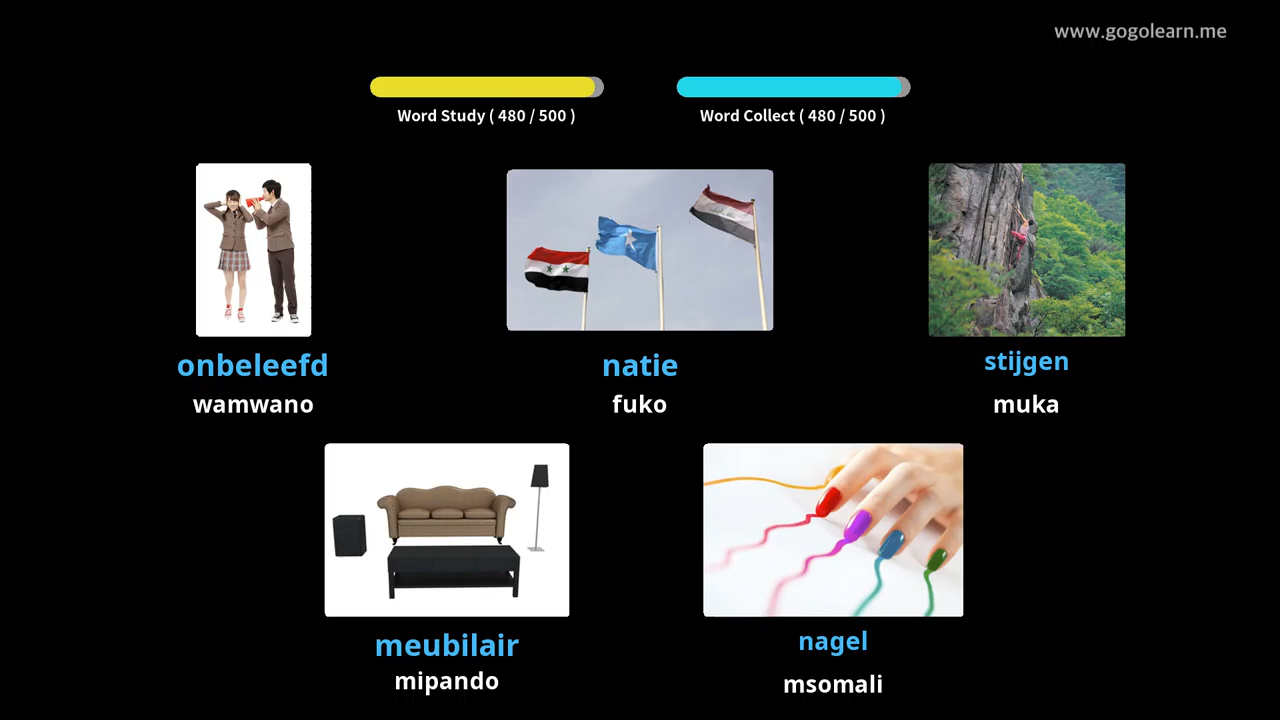 www.gogolearn.me
Word Study ( 480 / 500 )
Word Collect ( 480 / 500 )
onbeleefd
wamwano
natie
fuko
stijgen
muka
meubilair
mipando
nagel
msomali